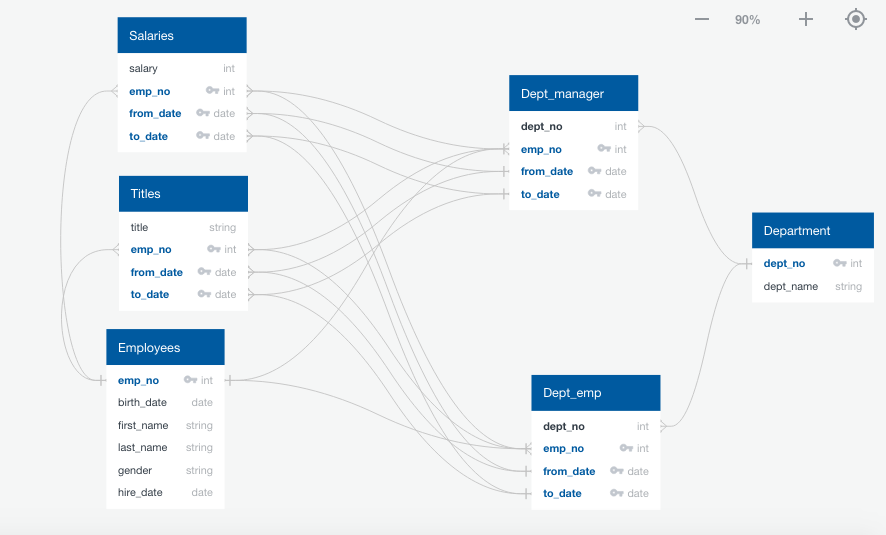 90%
Salaries
salary int
emp_no int
from_date date
to_date date
Titles
title string
emp_no int
from_date date
to_date date
Employees
emp_no int
birth_date date
first_name string
last_name string
gender string
hire_date date
Dept_manager
dept_no int
emp_no int
from_date date
to_date date
Dept_emp
dept_no int
emp_no int
from_date date
to_date date
Department
dept_no int
dept_name string